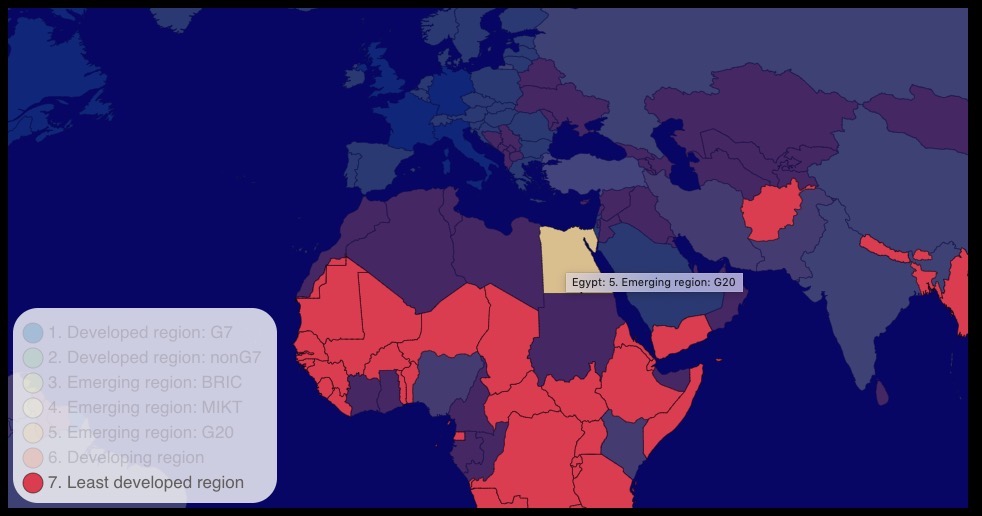 Egypt: 5. Emerging region: G20
1. Developed region: G7
2. Developed region: nonG7
3. Emerging region: BRIC
4. Emerging region: MIKT
5. Emerging region: G20
6. Developing region
7. Least developed region